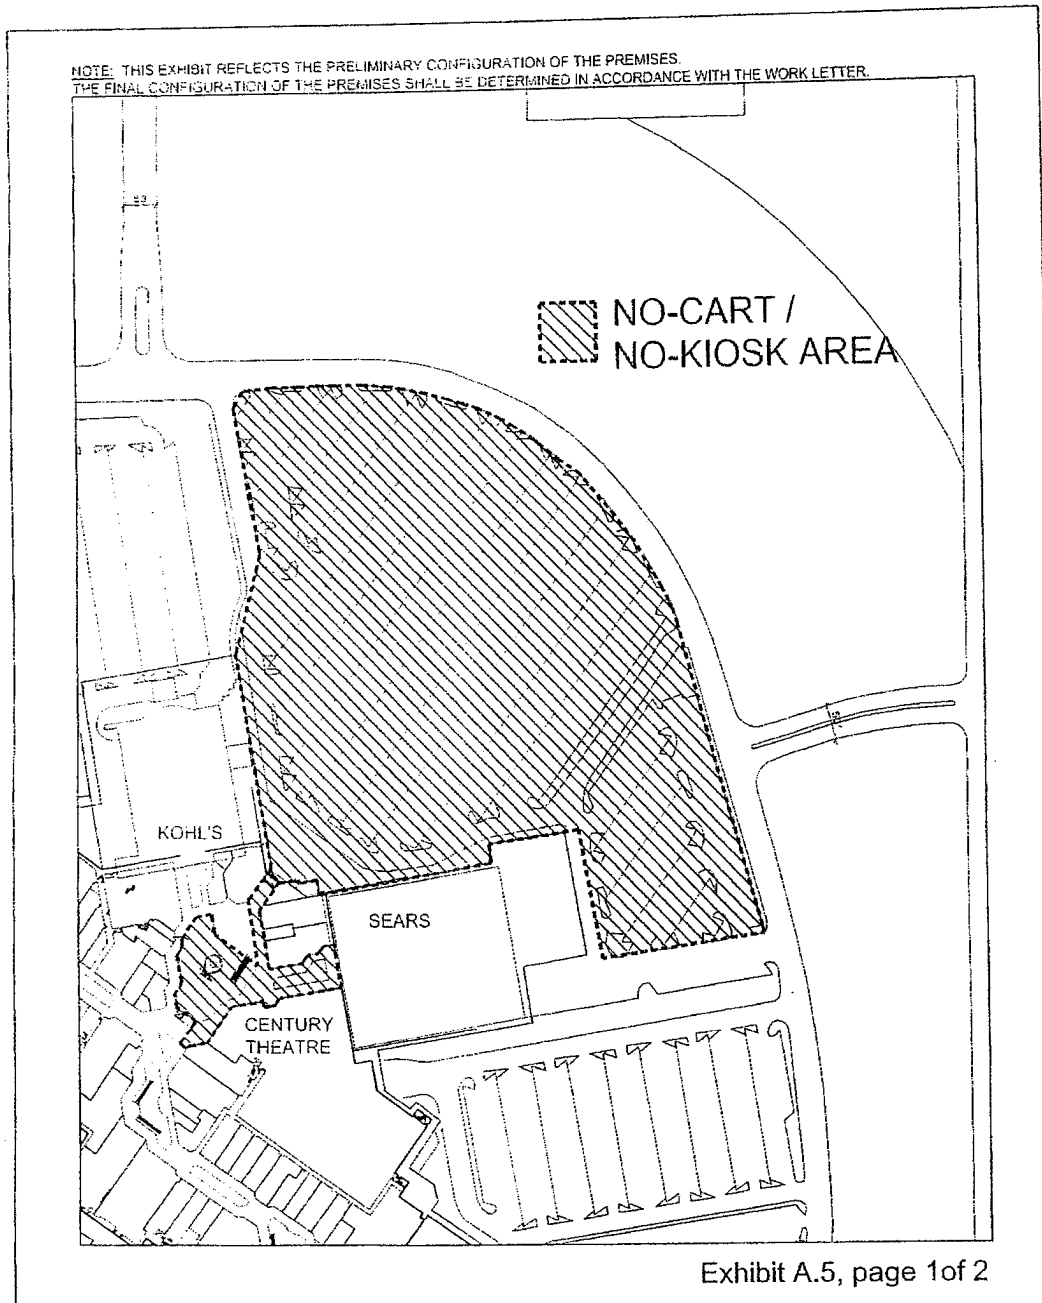 NOTE: THIS EXHIBIT REFLECTS THE PRELIMINARY CONFIGURATION OF THE PREMISES.
THE FINAL CONFIGURATION OF THE PREMISES SHALL BE DETERMINED IN ACCORDANCE WITH THE WORK LETTER.
NO-CART /
NO-KIOSK AREA
KOHL'S
SEARS
CENTURY
THEATRE
Exhibit A.5, page 1of 2